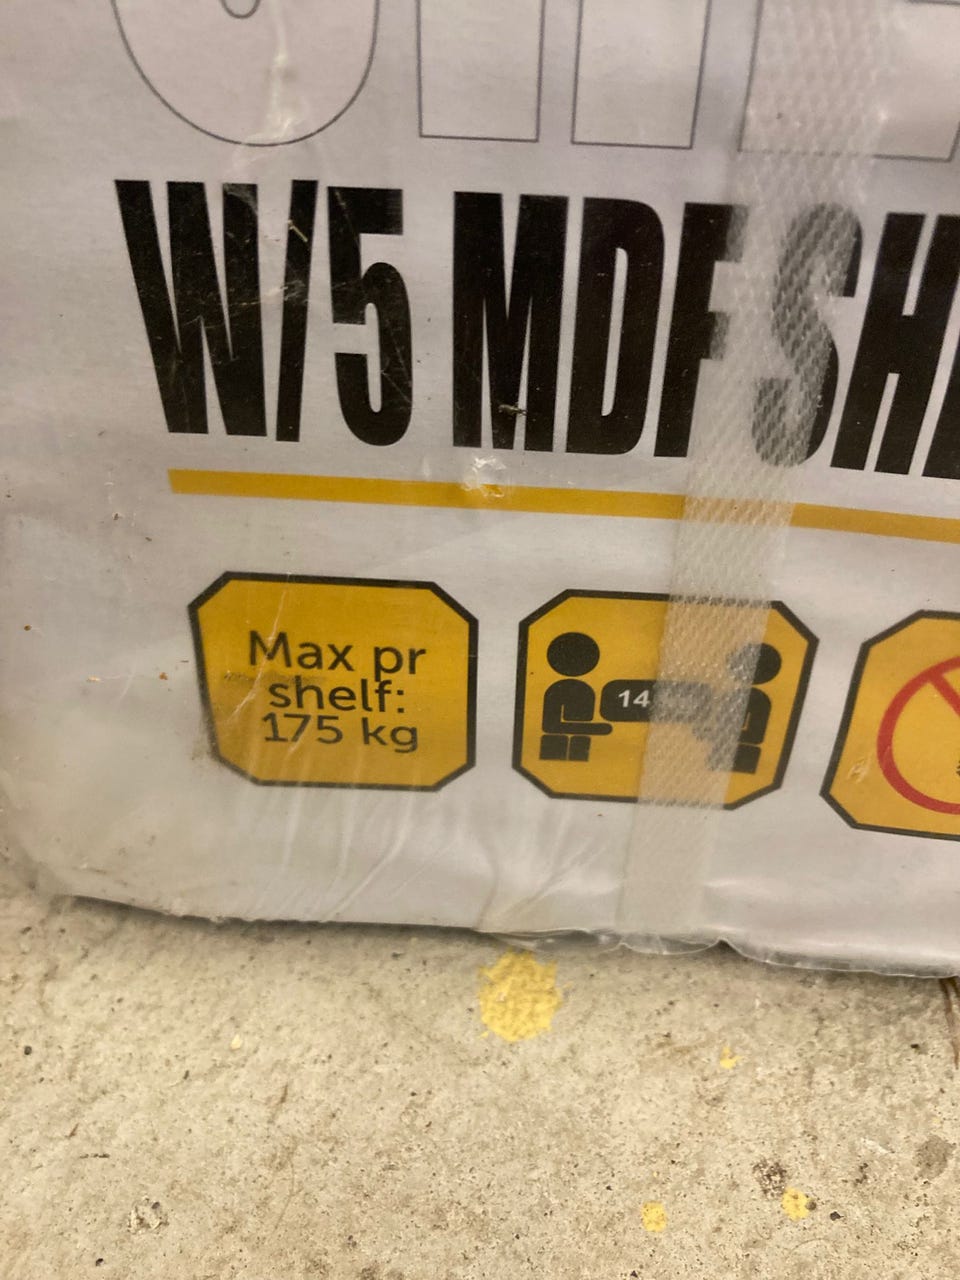 W/5 MDF SH
Max pr
shelf:
175 kg
14